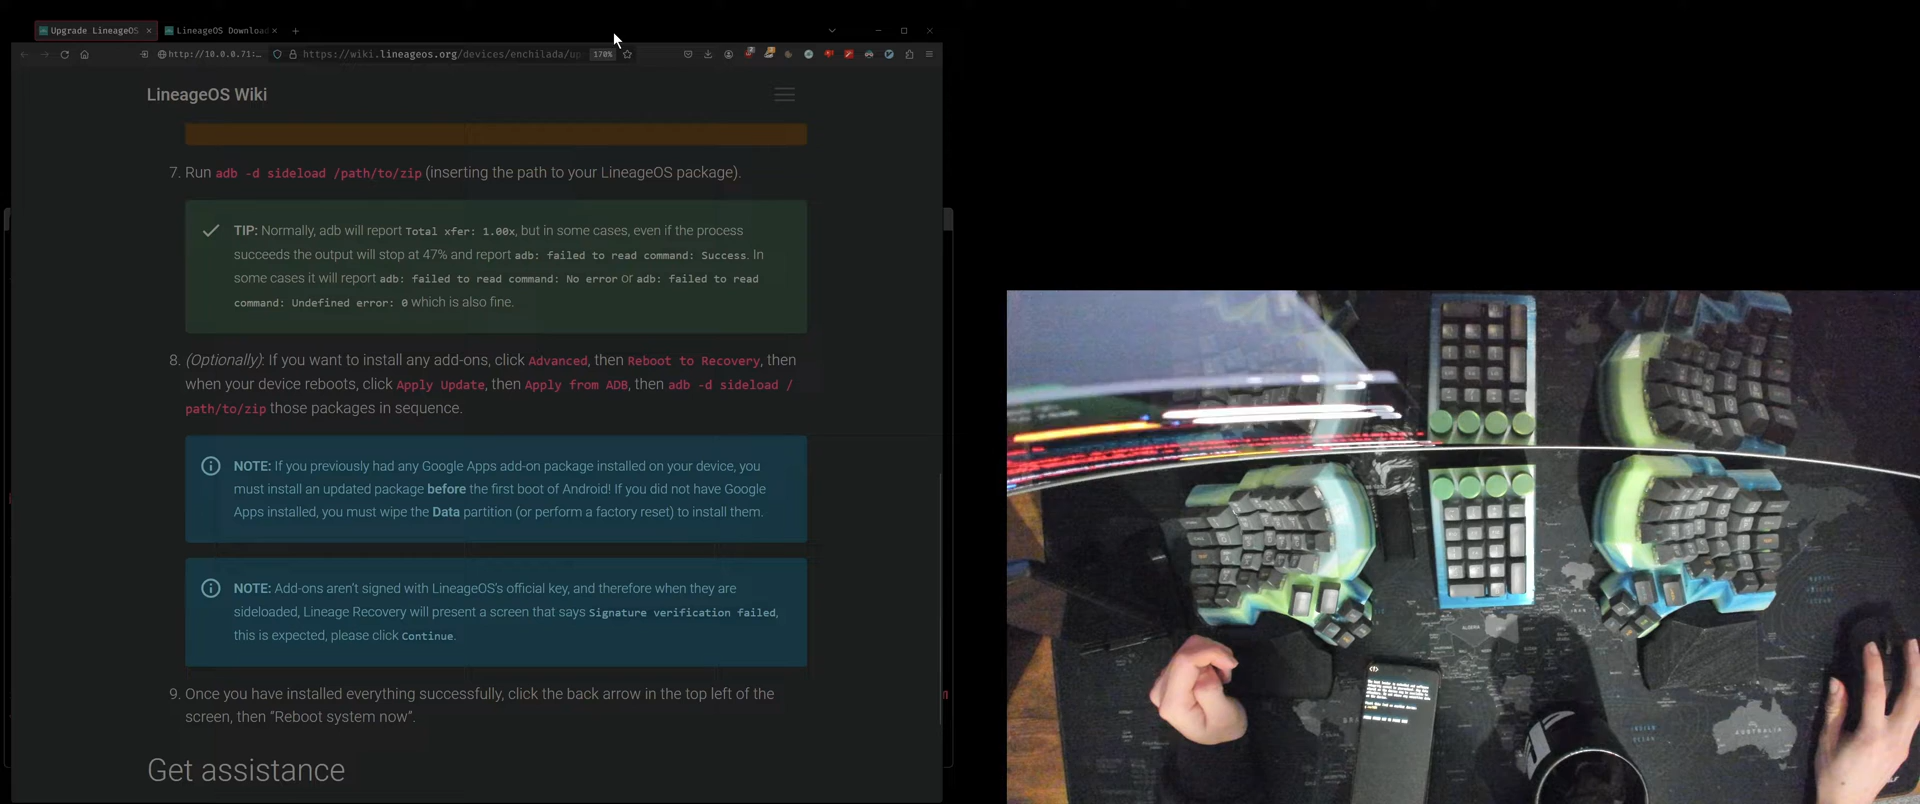 Upgrade LineageOS
LineageOS Download
http://10.0.0.71:...
https://wiki.lineageos.org/devices/enchilada/up
170%
LineageOS Wiki
7. Run adb -d sideload /path/to/zip (inserting the path to your LineageOS package).
TIP: Normally, adb will report Total xfer: 1.00x, but in some cases, even if the process
succeeds the output will stop at 47% and report adb: failed to read command: Success. In
some cases it will report adb: failed to read command: No error or adb: failed to read
command: Undefined error: 0 which is also fine.
8. (Optionally): If you want to install any add-ons, click Advanced, then Reboot to Recovery, then
when your device reboots, click Apply Update, then Apply from ADB, then adb -d sideload /
path/to/zip those packages in sequence.
NOTE: If you previously had any Google Apps add-on package installed on your device, you
must install an updated package before the first boot of Android! If you did not have Google
Apps installed, you must wipe the Data partition (or perform a factory reset) to install them.
NOTE: Add-ons aren't signed with LineageOS's official key, and therefore when they are
sideloaded, Lineage Recovery will present a screen that says Signature verification failed,
this is expected, please click Continue.
9. Once you have installed everything successfully, click the back arrow in the top left of the
screen, then “Reboot system now”.
Get assistance
ALGERIA
AUSTRALIA